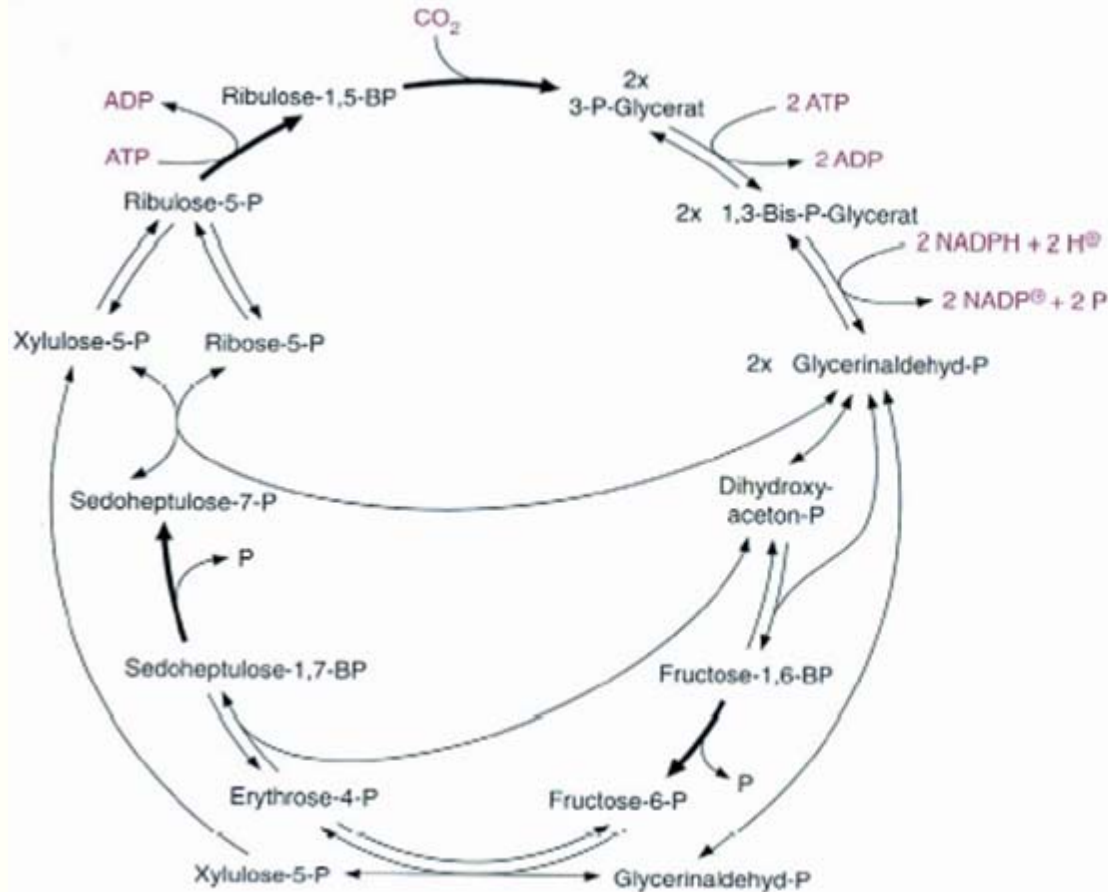 CO₂
ADP
Ribulose-1,5-BP
2x
3-P-Glycerat
2 ATP
ATP
2 ADP
Ribulose-5-P
2x 1,3-Bis-P-Glycerat
2 NADPH + 2 H⊕
2 NADP⊕ + 2 P
Xylulose-5-P
Ribose-5-P
2x Glycerinaldehyd-P
Sedoheptulose-7-P
Dihydroxy-
aceton-P
P
Sedoheptulose-1,7-BP
Fructose-1,6-BP
P
Erythrose-4-P
Fructose-6-P
Xylulose-5-P
Glycerinaldehyd-P